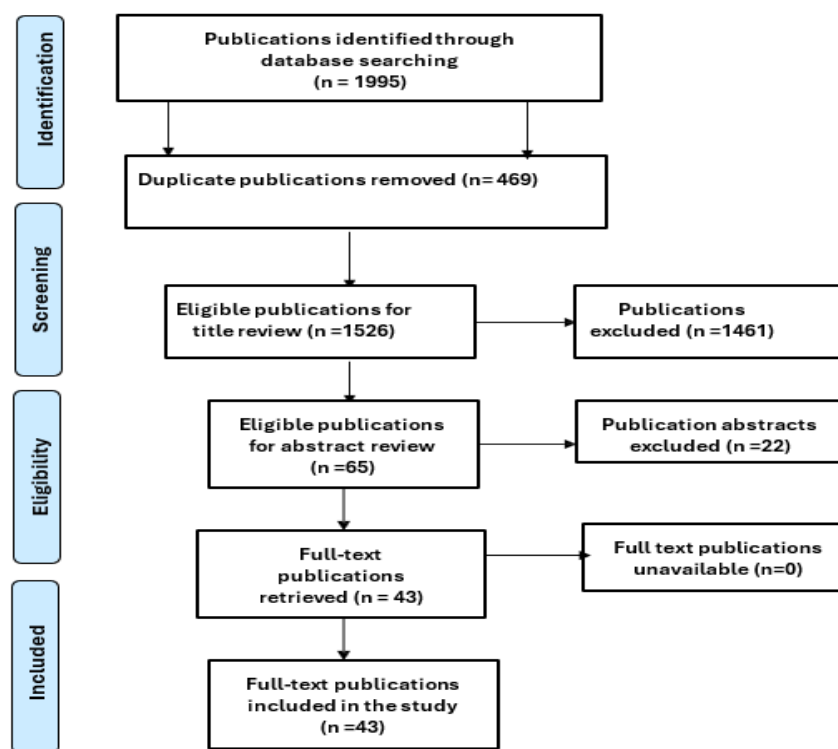 Identification
Publications identified through
database searching
(n = 1995)
Duplicate publications removed (n= 469)
Screening
Eligible publications for
title review (n =1526)
Publications
excluded (n =1461)
Eligibility
Eligible publications
for abstract review
(n =65)
Publication abstracts
excluded (n =22)
Full-text
publications
retrieved (n = 43)
Full text publications
unavailable (n=0)
Included
Full-text publications
included in the study
(n =43)